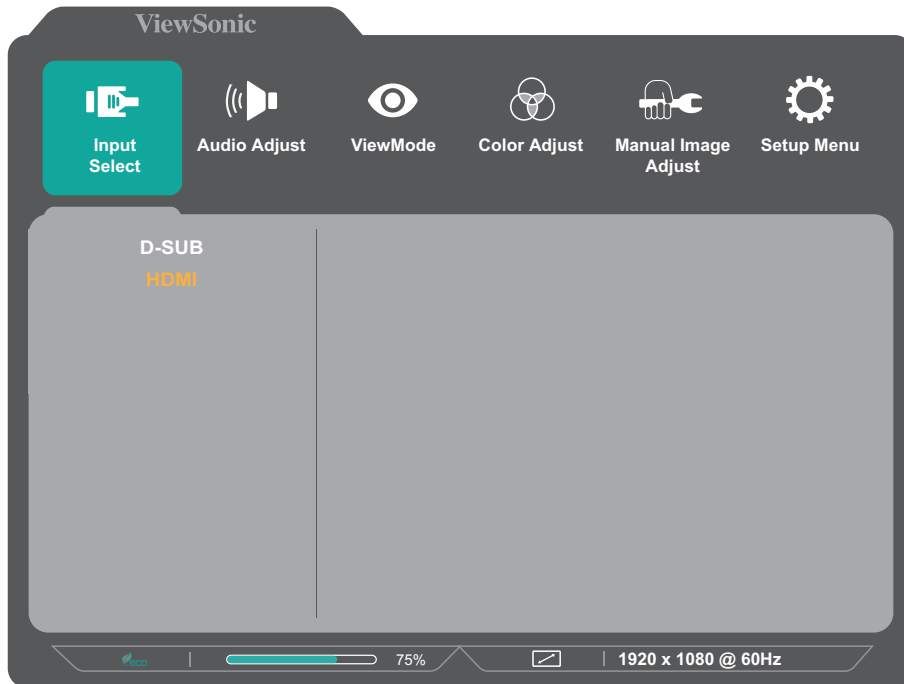 ViewSonic
Input
Select
Audio Adjust
ViewMode
Color Adjust
Manual Image
Adjust
Setup Menu
D-SUB
HDMI
eco
75%
1920 x 1080 @ 60Hz